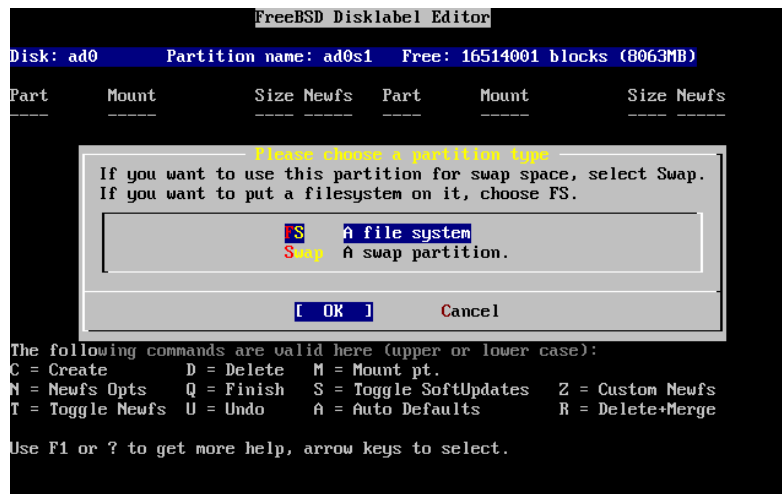 FreeBSD Disklabel Editor
Disk: ad0 Partition name: ad0s1 Free: 16514001 blocks (8063MB)
Part Mount Size Newfs Part Mount Size Newfs
---- ----- ---- ----- ---- ----- ---- -----
Please choose a partition type
If you want to use this partition for swap space, select Swap.
If you want to put a filesystem on it, choose FS.
FS A file system
Swap A swap partition.
[ OK ] Cancel
The following commands are valid here (upper or lower case):
C = Create D = Delete M = Mount pt.
N = Newfs Opts Q = Finish S = Toggle SoftUpdates Z = Custom Newfs
T = Toggle Newfs U = Undo A = Auto Defaults R = Delete+Merge
Use F1 or ? to get more help, arrow keys to select.